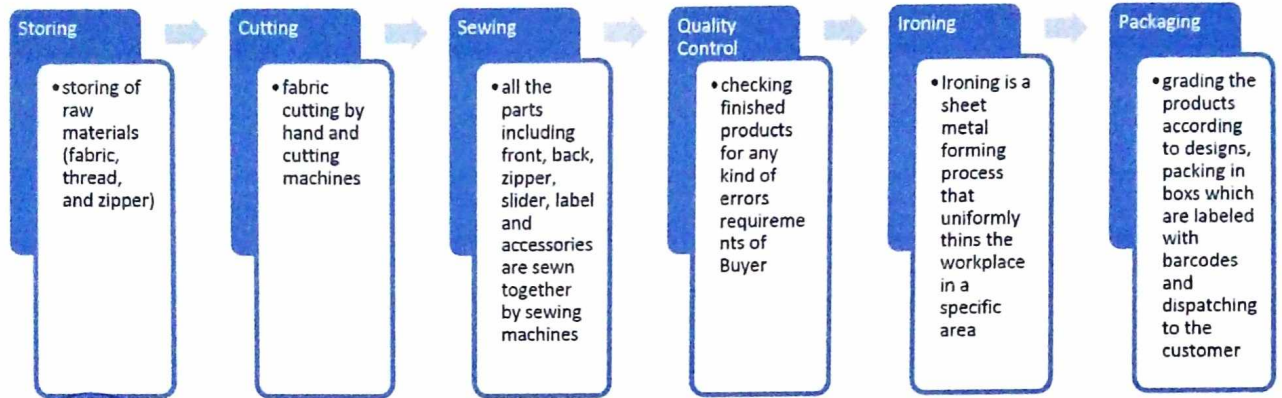 Storing
• storing of
raw
materials
(fabric,
thread,
and zipper)
Cutting
• fabric
cutting by
hand and
cutting
machines
Sewing
• all the
parts
including
front, back,
zipper,
slider, label
and
accessories
are sewn
together
by sewing
machines
Quality
Control
• checking
finished
products
for any
kind of
errors
requireme
nts of
Buyer
Ironing
• Ironing is a
sheet
metal
forming
process
that
uniformly
thins the
workplace
in a
specific
area
Packaging
• grading the
products
according
to designs,
packing in
boxs which
are labeled
with
barcodes
and
dispatching
to the
customer